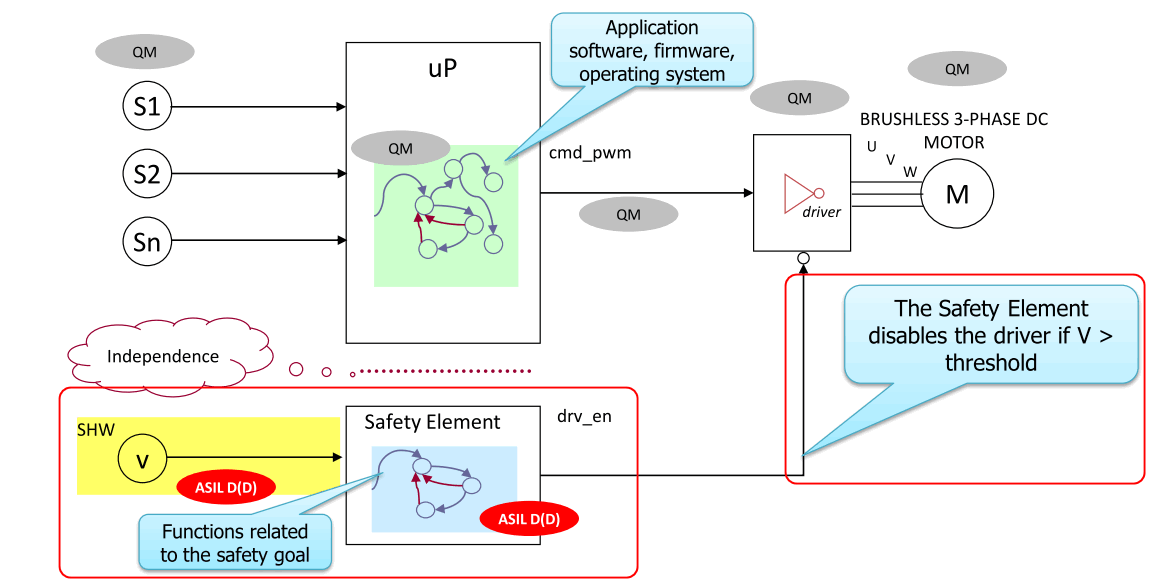 QM
S1
S2
Sn
uP
QM
Application
software, firmware,
operating system
cmd_pwm
QM
QM
driver
QM
BRUSHLESS 3-PHASE DC
MOTOR
U
V
W
M
Independence
The Safety Element
disables the driver if V >
threshold
SHW
v
ASIL D(D)
Safety Element
drv_en
ASIL D(D)
Functions related
to the safety goal